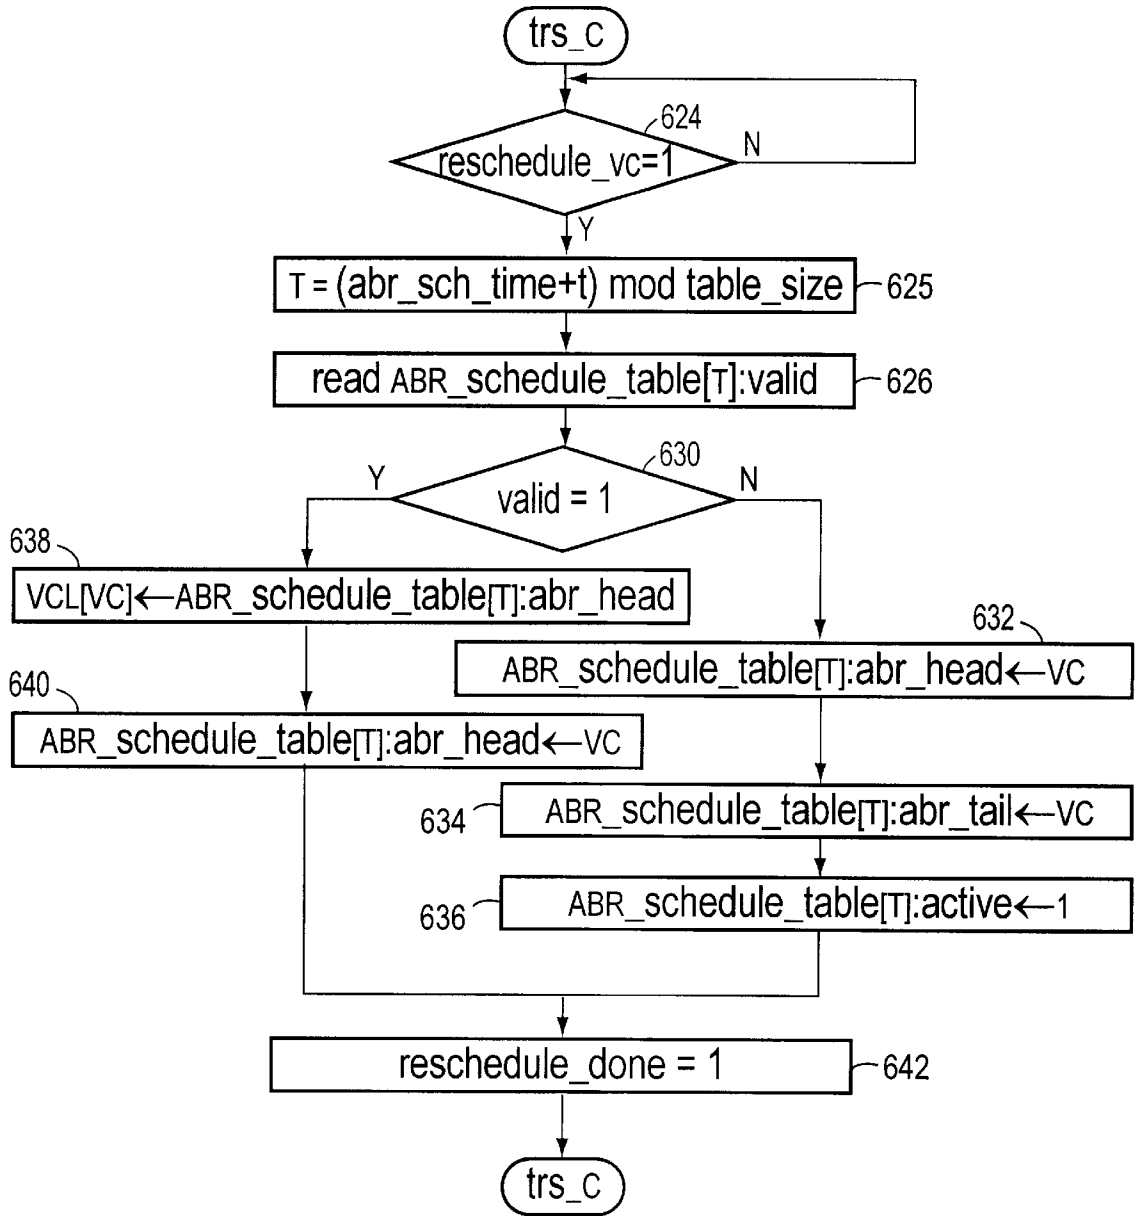 trs_C
624
reschedule_vc=1
N
Y
T = (abr_sch_time+t) mod table_size
625
read ABR_schedule_table[T]:valid
626
630
Y
N
valid = 1
638
VCL[VC]←ABR_schedule_table[T]:abr_head
632
ABR_schedule_table[T]:abr_head←VC
640
ABR_schedule_table[T]:abr_head←VC
634
ABR_schedule_table[T]:abr_tail←VC
636
ABR_schedule_table[T]:active←1
reschedule_done = 1
642
trs_C